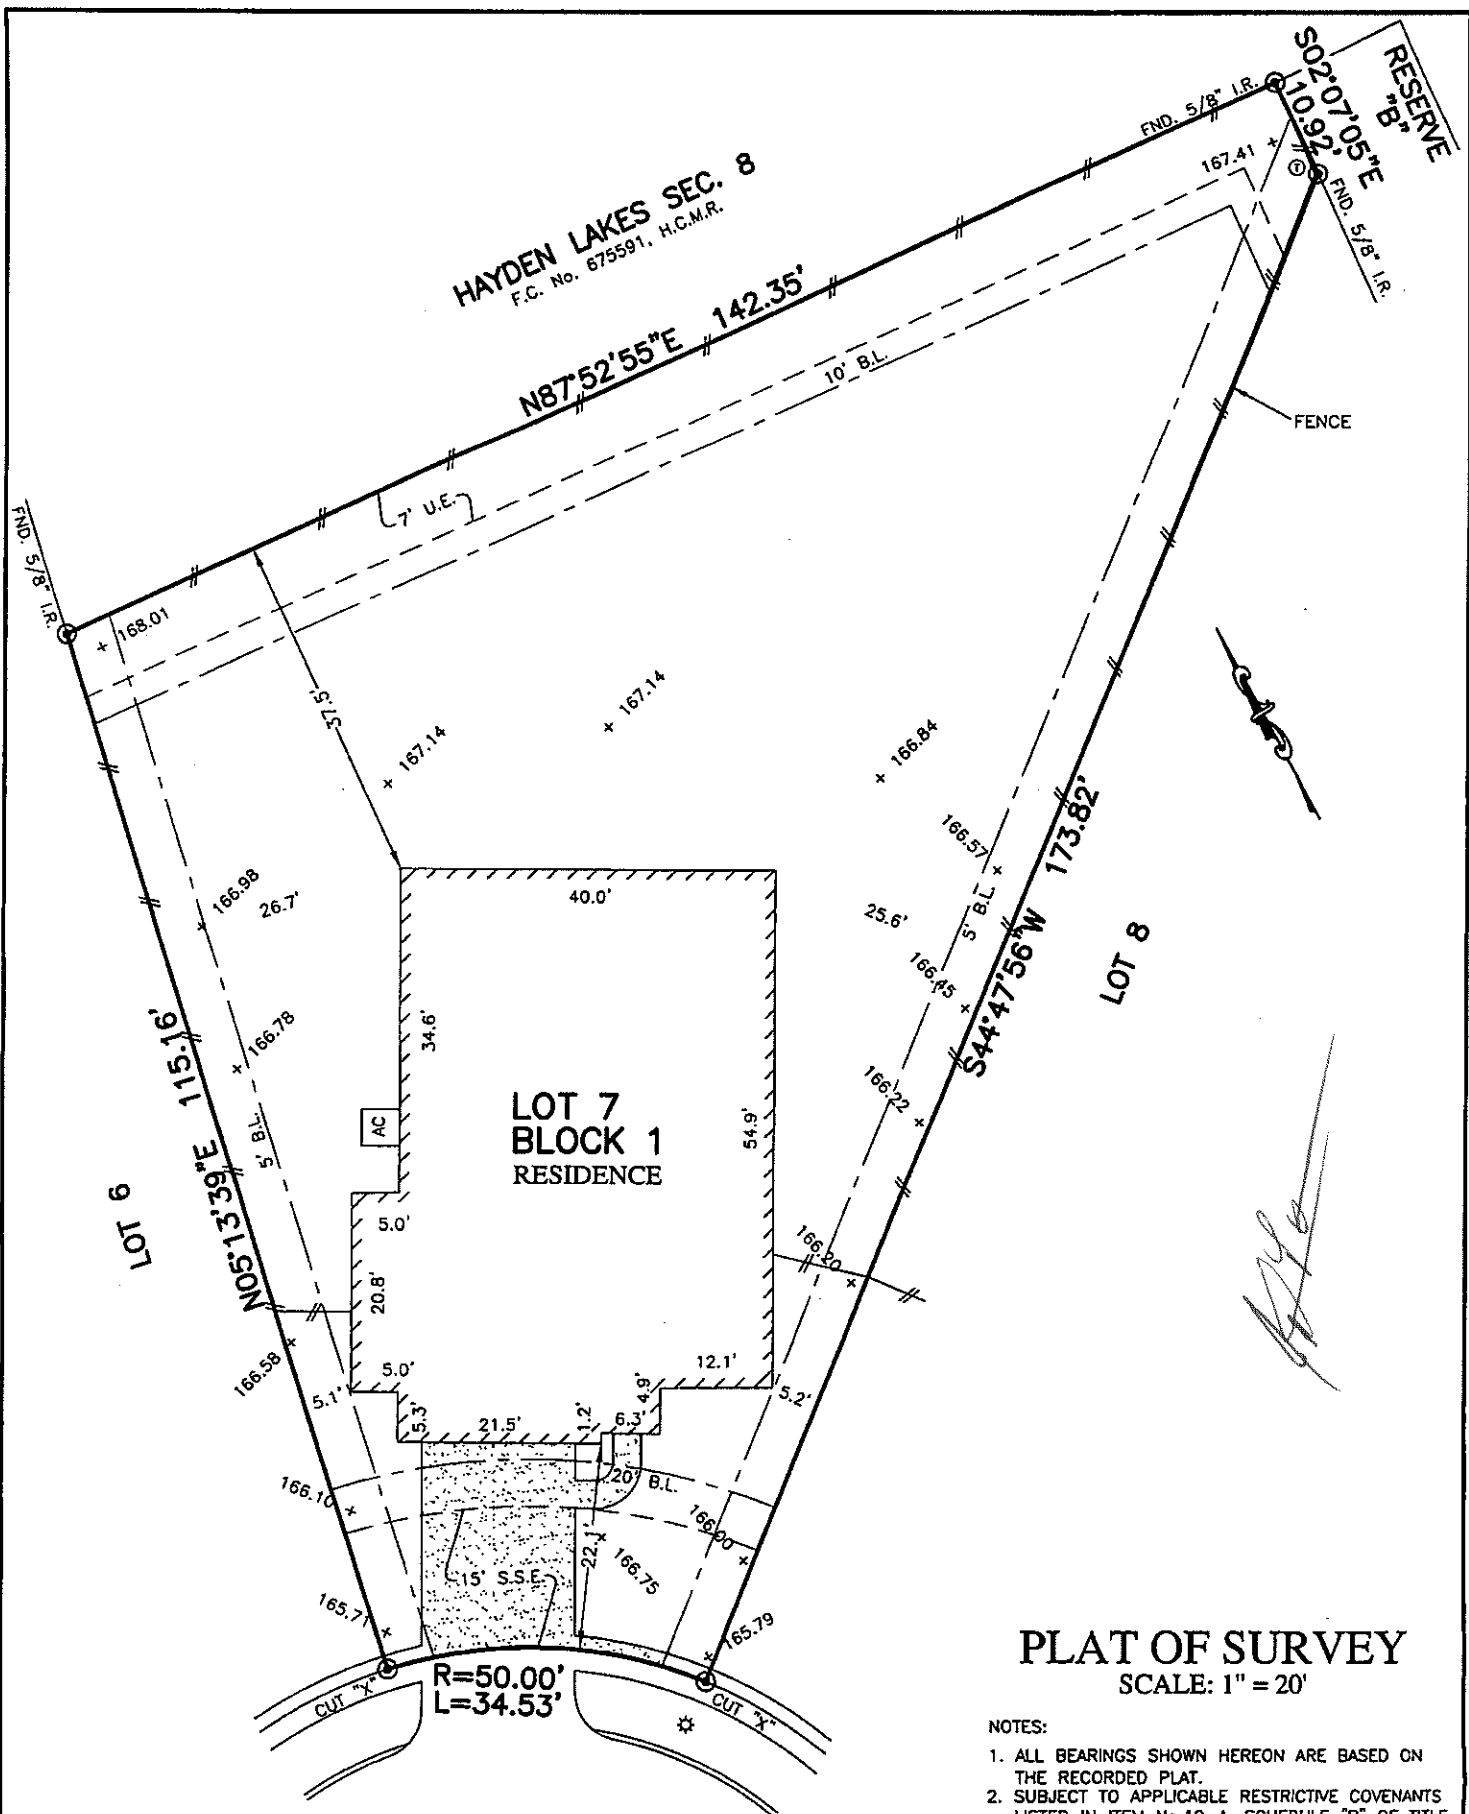 RESERVE
"B"
S02°07'05"E
10.92'
FND. 5/8" I.R.
167.41
T
FND. 5/8" I.R.
HAYDEN LAKES SEC. 8
F.C. No. 675591, H.C.M.R.
N87°52'55"E 142.35'
10' B.L.
FENCE
7' U.E.
FND. 5/8" I.R.
168.01
37.5'
167.14
167.14
166.84
166.57
173.82'
S44°47'56"W
5' B.L.
166.98
26.7'
40.0'
25.6'
LOT 8
166.45
166.78
34.6'
115.16'
N05°13'39"E
5' B.L.
AC
LOT 7
BLOCK 1
RESIDENCE
54.9'
166.22
LOT 6
5.0'
20.8'
166.20
166.58
5.0'
5.1'
12.1'
4.9'
5.2'
5.3'
21.5'
1.2'
6.3'
20' B.L.
166.10
166.00
22.1'
166.75
15' S.S.E.
165.71
165.79
R=50.00'
L=34.53'
CUT "X"
CUT "X"
PLAT OF SURVEY
SCALE: 1" = 20'
NOTES:
1. ALL BEARINGS SHOWN HEREON ARE BASED ON
THE RECORDED PLAT.
2. SUBJECT TO APPLICABLE RESTRICTIVE COVENANTS
LISTED IN ITEM No 10 A, SCHEDULE "B" OF TITLE